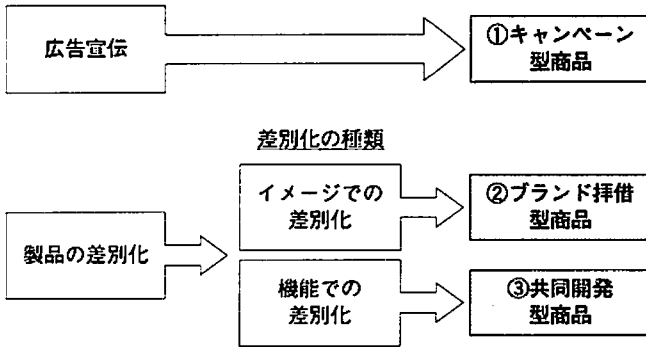 広告宣伝
①キャンペーン
型商品
差別化の種類
イメージでの
差別化
②ブランド拝借
型商品
製品の差別化
機能での
差別化
③共同開発
型商品